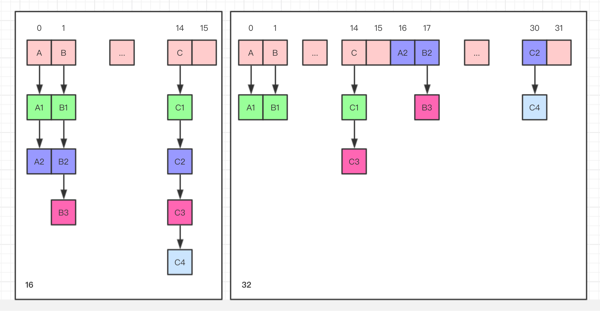 0 1 14 15
A B ... C
A1 B1 C1
A2 B2 C2
B3 C3
C4
16
0 1 14 15 16 17 30 31
A B ... C A2 B2 ... C2
A1 B1 C1 B3 C4
C3
32